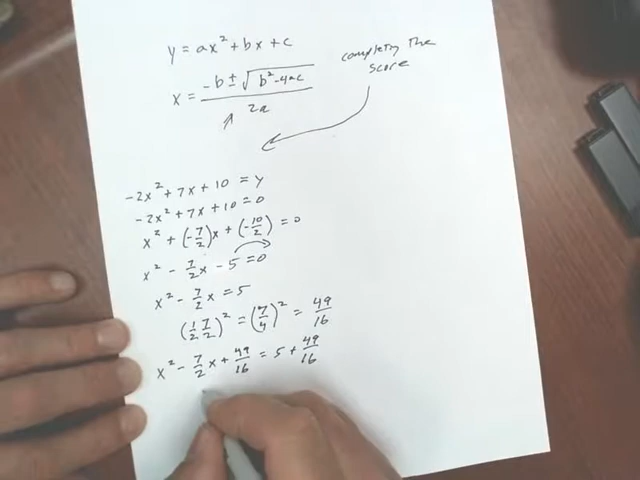 y = ax² + bx + c
completing the
score
x = (-b ± √(b² - 4ac)) / 2a
-2x² + 7x + 10 = y
-2x² + 7x + 10 = 0
x² + (-7/2)x + (-10/2) = 0
x² - 7/2x - 5 = 0
x² - 7/2x = 5
(1/2 7/2)² = (7/4)² = 49/16
x² - 7/2x + 49/16 = 5 + 49/16